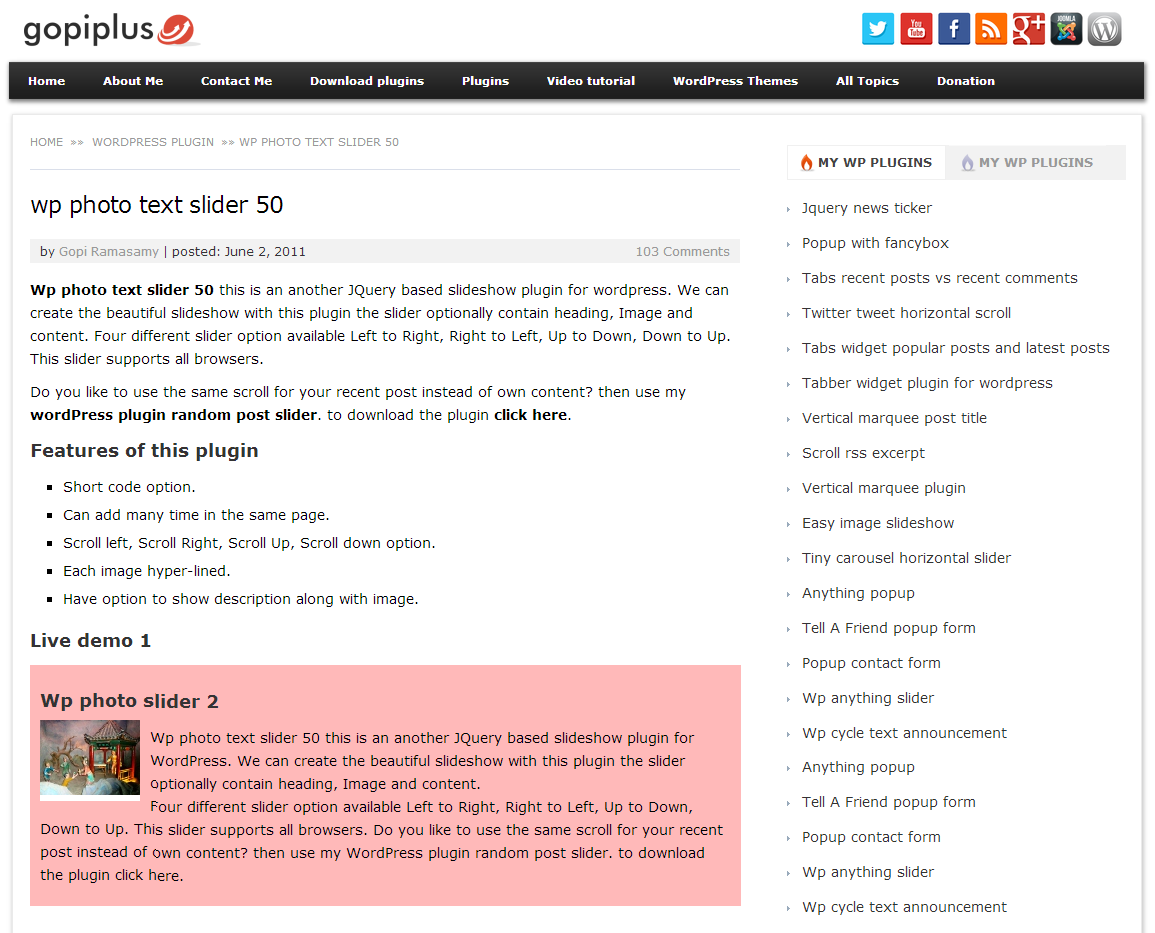 gopiplus
You
Tube
f
g+
JOOMLA
W
Home About Me Contact Me Download plugins Plugins Video tutorial WordPress Themes All Topics Donation
HOME »» WORDPRESS PLUGIN »» WP PHOTO TEXT SLIDER 50
wp photo text slider 50
by Gopi Ramasamy | posted: June 2, 2011 103 Comments
Wp photo text slider 50 this is an another JQuery based slideshow plugin for wordpress. We can
create the beautiful slideshow with this plugin the slider optionally contain heading, Image and
content. Four different slider option available Left to Right, Right to Left, Up to Down, Down to Up.
This slider supports all browsers.
Do you like to use the same scroll for your recent post instead of own content? then use my
wordPress plugin random post slider. to download the plugin click here.
Features of this plugin
Short code option.
Can add many time in the same page.
Scroll left, Scroll Right, Scroll Up, Scroll down option.
Each image hyper-lined.
Have option to show description along with image.
Live demo 1
Wp photo slider 2
Wp photo text slider 50 this is an another JQuery based slideshow plugin for
WordPress. We can create the beautiful slideshow with this plugin the slider
optionally contain heading, Image and content.
Four different slider option available Left to Right, Right to Left, Up to Down,
Down to Up. This slider supports all browsers. Do you like to use the same scroll for your recent
post instead of own content? then use my WordPress plugin random post slider. to download
the plugin click here.
MY WP PLUGINS MY WP PLUGINS
Jquery news ticker
Popup with fancybox
Tabs recent posts vs recent comments
Twitter tweet horizontal scroll
Tabs widget popular posts and latest posts
Tabber widget plugin for wordpress
Vertical marquee post title
Scroll rss excerpt
Vertical marquee plugin
Easy image slideshow
Tiny carousel horizontal slider
Anything popup
Tell A Friend popup form
Popup contact form
Wp anything slider
Wp cycle text announcement
Anything popup
Tell A Friend popup form
Popup contact form
Wp anything slider
Wp cycle text announcement